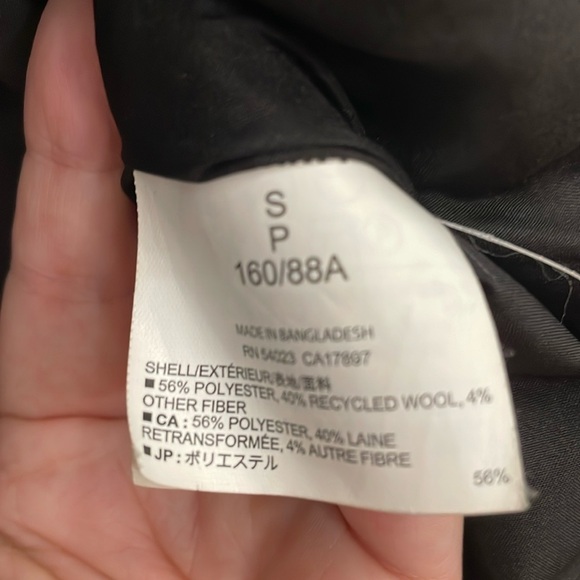 S
P
160/88A
MADE IN BANGLADESH
RN 54023 CA17897
SHELL/EXTÉRIEUR/表地/面料
■ 56% POLYESTER, 40% RECYCLED WOOL, 4%
OTHER FIBER
■ CA : 56% POLYESTER, 40% LAINE
RETRANSFORMÉE, 4% AUTRE FIBRE
■ JP : ポリエステル 56%